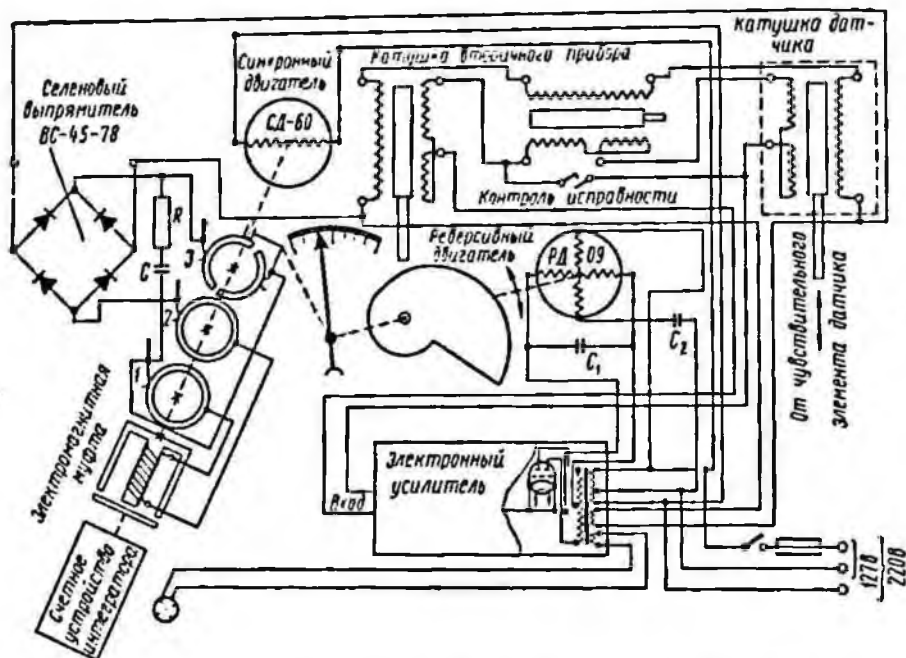 Селеновый
выпрямитель
ВС-45-78
Синхронный
двигатель
СД-60
Катушка вторичного прибора
Катушка дат-
чика
Контроль исправности
R
C
3
2
1
Реверсивный
двигатель
РД 09
C₁
C₂
От чувствительного
элемента датчика
Электромагнитная
муфта
Электронный
усилитель
Вход
Счетное
устройство
интегратора
127В
220В